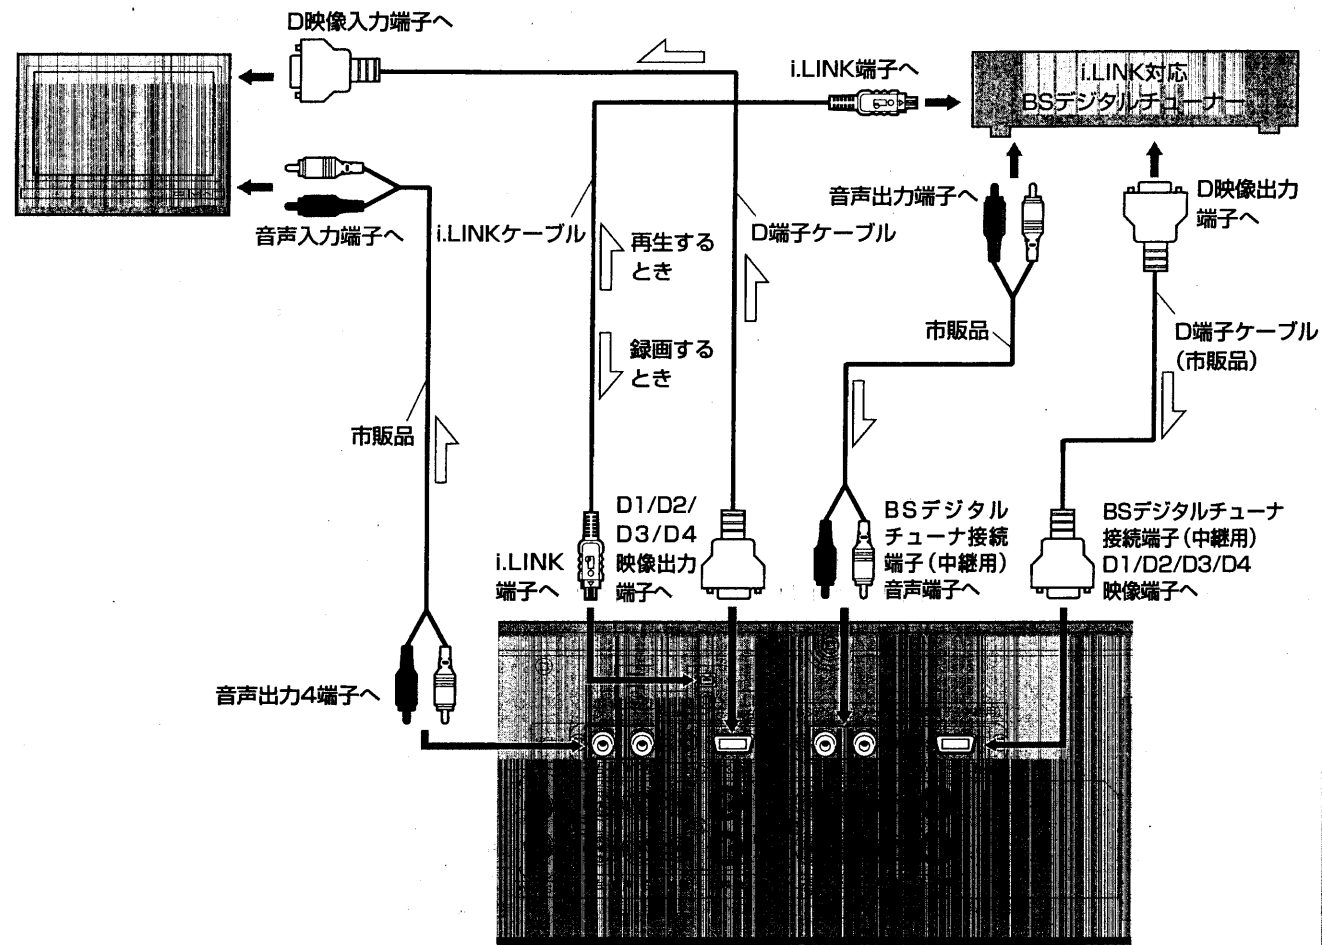 D映像入力端子へ
i.LINK端子へ
i.LINK対応
BSデジタルチューナー
音声入力端子へ
i.LINKケーブル
再生する
とき
D端子ケーブル
音声出力端子へ
D映像出力
端子へ
録画する
とき
市販品
D端子ケーブル
(市販品)
市販品
i.LINK
端子へ
D1/D2/
D3/D4
映像出力
端子へ
BSデジタル
チューナ接続
端子(中継用)
音声端子へ
BSデジタルチューナ
接続端子(中継用)
D1/D2/D3/D4
映像端子へ
音声出力4端子へ